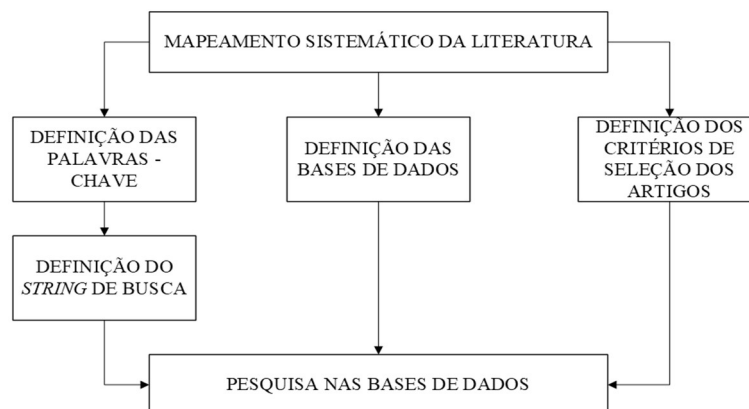 MAPEAMENTO SISTEMÁTICO DA LITERATURA
DEFINIÇÃO DAS
PALAVRAS -
CHAVE
DEFINIÇÃO DAS
BASES DE DADOS
DEFINIÇÃO DOS
CRITÉRIOS DE
SELEÇÃO DOS
ARTIGOS
DEFINIÇÃO DO
STRING DE BUSCA
PESQUISA NAS BASES DE DADOS